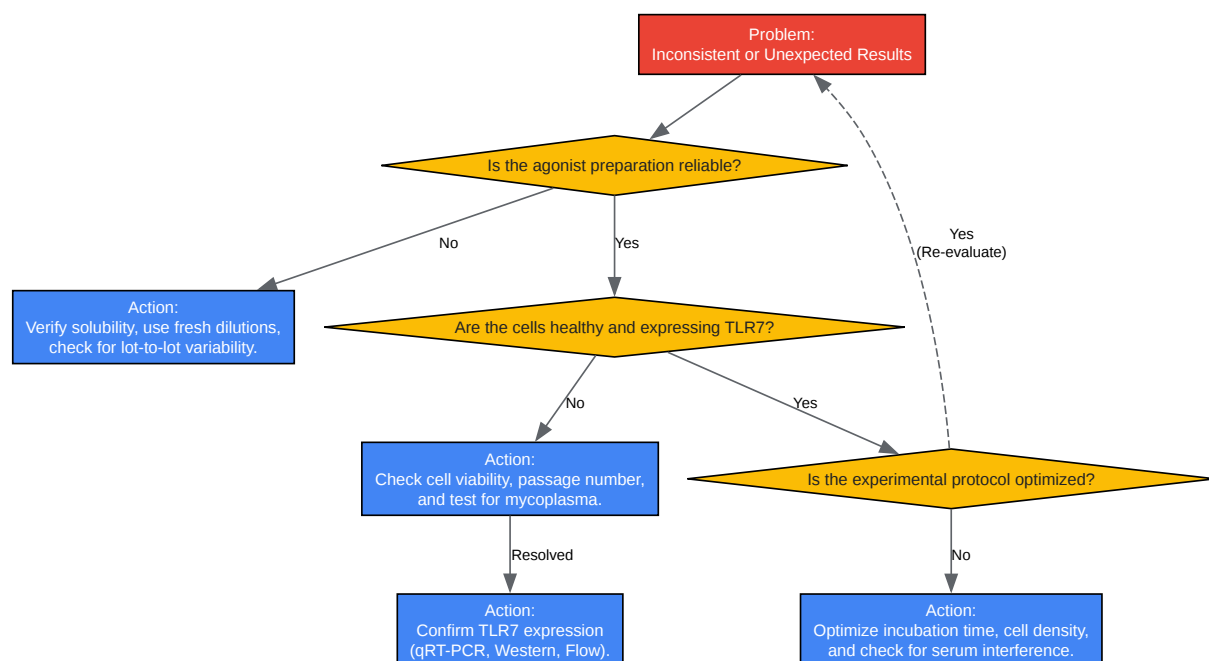 Problem:
Inconsistent or Unexpected Results
Is the agonist preparation reliable?
No
Yes
Yes
(Re-evaluate)
Action:
Verify solubility, use fresh dilutions,
check for lot-to-lot variability.
Are the cells healthy and expressing TLR7?
No
Yes
Action:
Check cell viability, passage number,
and test for mycoplasma.
Is the experimental protocol optimized?
Resolved
No
Action:
Confirm TLR7 expression
(qRT-PCR, Western, Flow).
Action:
Optimize incubation time, cell density,
and check for serum interference.